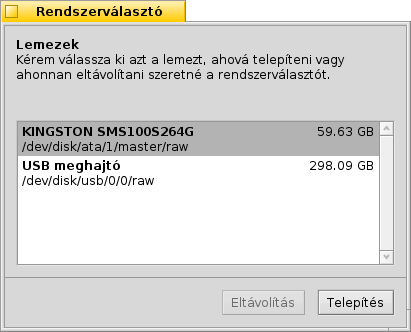 Rendszerválasztó
Lemezek
Kérem válassza ki azt a lemezt, ahová telepíteni vagy
ahonnan eltávolítani szeretné a rendszerválasztót.
KINGSTON SMS100S264G 59.63 GB
/dev/disk/ata/1/master/raw
USB meghajtó 298.09 GB
/dev/disk/usb/0/0/raw
Eltávolítás Telepítés